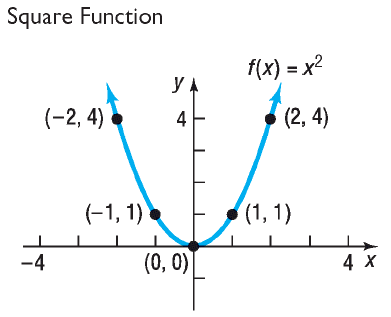 Square Function
f(x) = x²
y
(−2, 4)
4
(2, 4)
(−1, 1)
(1, 1)
−4
(0, 0)
4
x